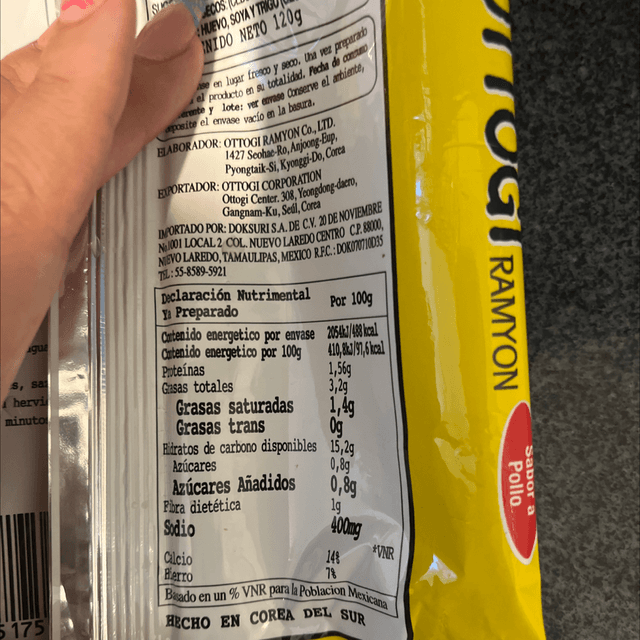 HUEVO, SOYA Y TRIGO
NIDO NETO 120g
en lugar fresco y seco. Una vez preparado
el producto en su totalidad. Fecha de consumo
y lote: ver envase Conserve el ambiente,
deposite el envase vacío en la basura.
ELABORADOR: OTTOGI RAMYON Co., LTD.
1427 Seohae-Ro, Anjoong-Eup,
Pyongtaik-Si, Kyonggi-Do, Corea
EXPORTADOR: OTTOGI CORPORATION
Ottogi Center. 308, Yeongdong-daero,
Gangnam-Ku, Seúl, Corea
IMPORTADO POR: DOKSURI S.A. DE C.V. 20 DE NOVIEMBRE
No.1001 LOCAL 2 COL. NUEVO LAREDO CENTRO C.P. 88000,
NUEVO LAREDO, TAMAULIPAS, MEXICO R.F.C.: DOK070710D35
TEL: 55-8589-5921
Declaración Nutrimental Por 100g
Ya Preparado
Contenido energetico por envase 2054kJ/488 kcal
Contenido energetico por 100g 410,8kJ/97,6 kcal
Proteínas 1,56g
Grasas totales 3,2g
Grasas saturadas 1,4g
Grasas trans 0g
Hidratos de carbono disponibles 15,2g
Azúcares 0,8g
Azúcares Añadidos 0,8g
Fibra dietética 1g
Sodio 400mg
*VNR
Calcio 14%
Hierro 7%
Basado en un % VNR para la Poblacion Mexicana
HECHO EN COREA DEL SUR
OTTOGI RAMYON
Sabor a
Pollo
hervi
minuto
5 175